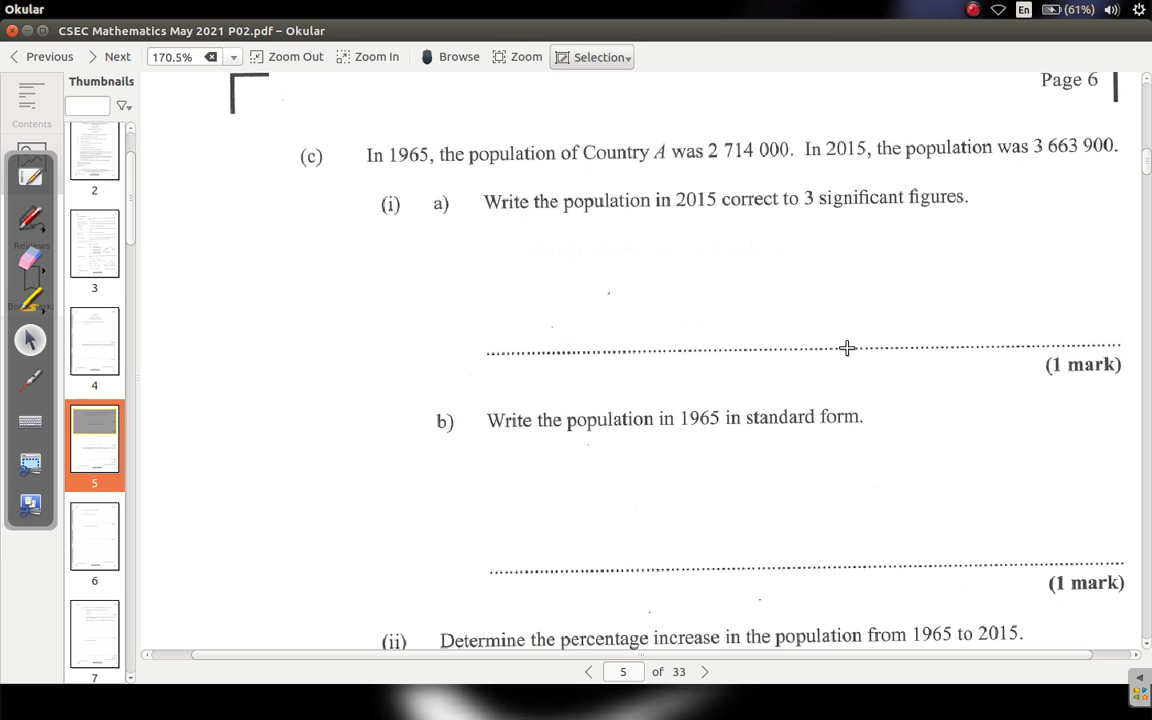 Okular
En
(61%)
CSEC Mathematics May 2021 P02.pdf – Okular
Previous
Next
170.5%
Zoom Out
Zoom In
Browse
Zoom
Selection
Thumbnails
Contents
Reviews
2
3
4
5
6
7
Page 6
(c) In 1965, the population of Country A was 2 714 000. In 2015, the population was 3 663 900.
(i) a) Write the population in 2015 correct to 3 significant figures.
(1 mark)
b) Write the population in 1965 in standard form.
(1 mark)
(ii) Determine the percentage increase in the population from 1965 to 2015.
5 of 33